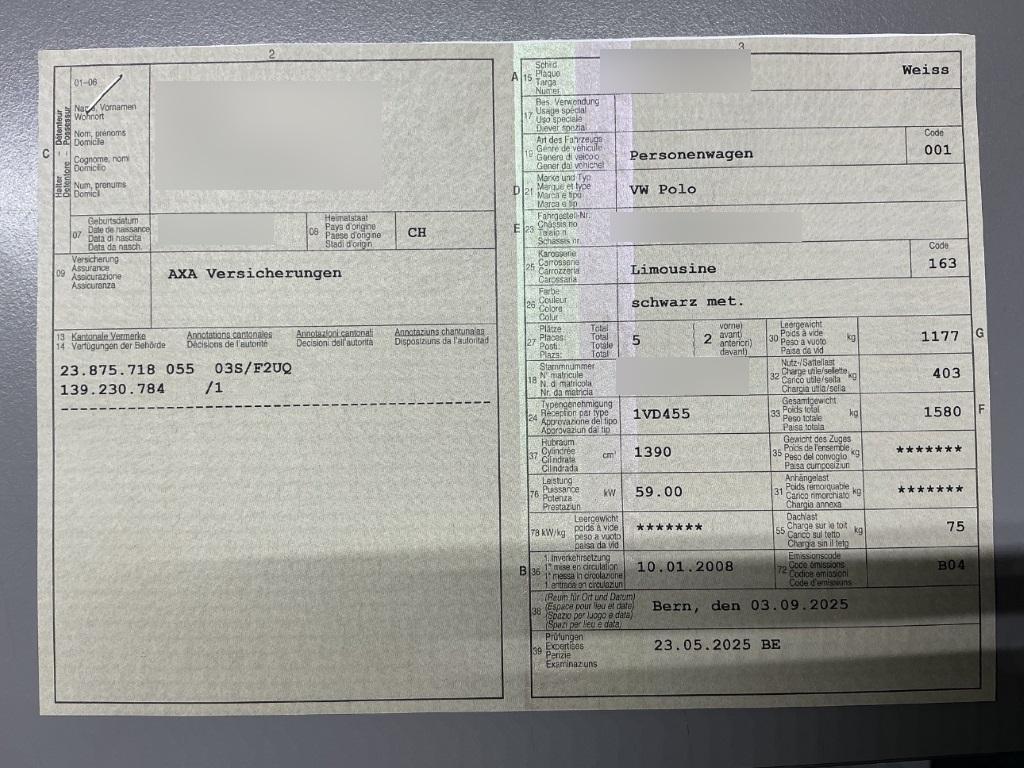 2
01–06
Name, Vornamen
Wohnort
Nom, prénoms
Domicile
Cognome, nomi
Domicilio
Num, prenums
Domicil
C
Halter Détenteur
Detentore Possessur
07
Geburtsdatum
Date de naissance
Data di nascita
Data da nasch.
08
Heimatstaat
Pays d'origine
Paese d'origine
Stadi d'origin
CH
09
Versicherung
Assurance
Assicurazione
Assicuranza
AXA Versicherungen
13 Kantonale Vermerke Annotations cantonales Annotazioni cantonali Annotaziuns chantunalas
14 Verfügungen der Behörde Décisions de l'autorité Decisioni dell'autorità Disposiziuns da l'autoritad
23.875.718 055 03S/F2UQ
139.230.784 /1
3
A 15
Schild
Plaque
Targa
Numer
Weiss
17
Bes. Verwendung
Usage spécial
Uso speciale
Diever spezial
19
Art des Fahrzeugs
Genre de véhicule
Genere di veicolo
Gener dal vehichel
Personenwagen
Code
001
D 21
Marke und Typ
Marque et type
Marca e tipo
Marca e tip
VW Polo
E 23
Fahrgestell-Nr.
Châssis no
Telaio n.
Schassis nr.
25
Karosserie
Carrosserie
Carrozzeria
Carossaria
Limousine
Code
163
26
Farbe
Couleur
Colore
Colur
schwarz met.
27
Plätze Total
Places: Total
Posti: Totale
Plazs: Total
5
2
vorne)
avant)
anteriori)
davant)
30
Leergewicht
Poids à vide
Peso a vuoto
Paisa da vid
kg
1177
G
18
Stammnummer
N° matricule
N. di matricola
Nr. da matricla
32
Nutz-/Sattellast
Charge utile/sellette
Carico utile/sella
Chargia utila/sella
kg
403
24
Typengenehmigung
Réception par type
Approvazione del tipo
Approvaziun dal tip
1VD455
33
Gesamtgewicht
Poids total
Peso totale
Paisa totala
kg
1580
F
37
Hubraum
Cylindrée
Cilindrata
Cilindrada
cm³
1390
35
Gewicht des Zuges
Poids de l'ensemble
Peso del convoglio
Paisa cumposiziun
kg
*******
76
Leistung
Puissance
Potenza
Prestaziun
kW
59.00
31
Anhängelast
Poids remorquable
Carico rimorchiato
Chargia annexa
kg
*******
78 kW/kg
Leergewicht
poids à vide
peso a vuoto
paisa da vid
*******
55
Dachlast
Charge sur le toit
Carico sul tetto
Chargia sin il tetg
kg
75
B 36
1. Inverkehrsetzung
1re mise en circulation
1a messa in circolazione
1. entrada en circulaziun
10.01.2008
72
Emissionscode
Code émissions
Codice emissioni
Code d'emissiuns
B04
38
(Raum für Ort und Datum)
(Espace pour lieu et date)
(Spazio per luogo e data)
(Spazi per lieu e data)
Bern, den 03.09.2025
39
Prüfungen
Expertises
Perizie
Examinaziuns
23.05.2025 BE